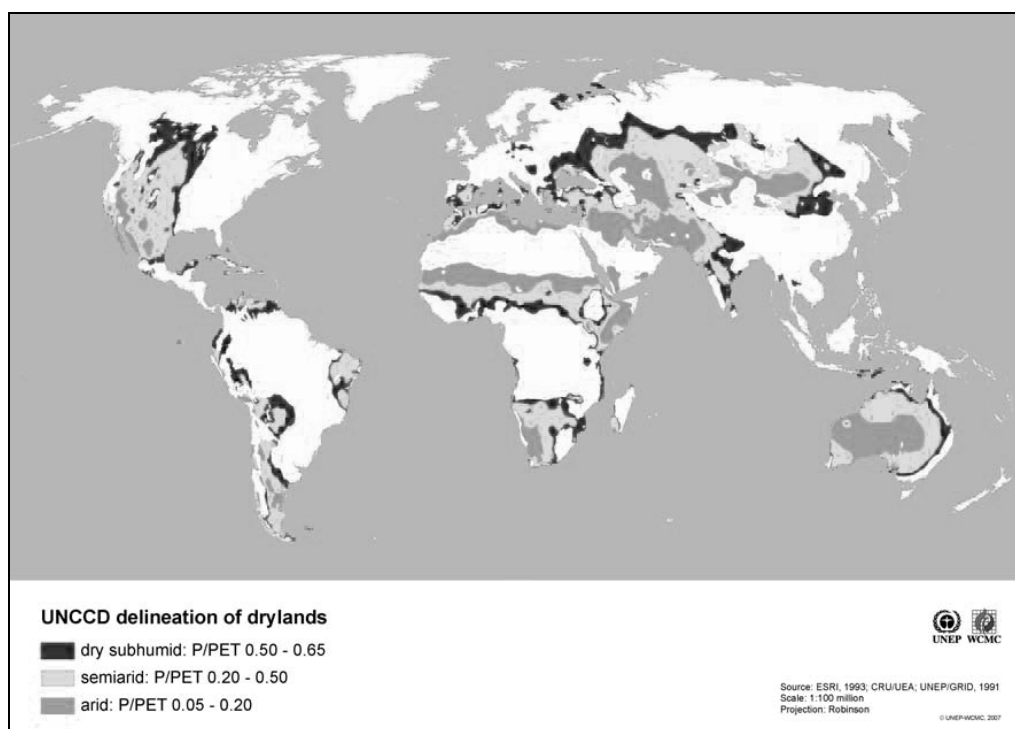 UNCCD delineation of drylands
dry subhumid: P/PET 0.50 - 0.65
semiarid: P/PET 0.20 - 0.50
arid: P/PET 0.05 - 0.20
UNEP WCMC
Source: ESRI, 1993; CRU/UEA; UNEP/GRID, 1991
Scale: 1:100 million
Projection: Robinson
© UNEP-WCMC, 2007